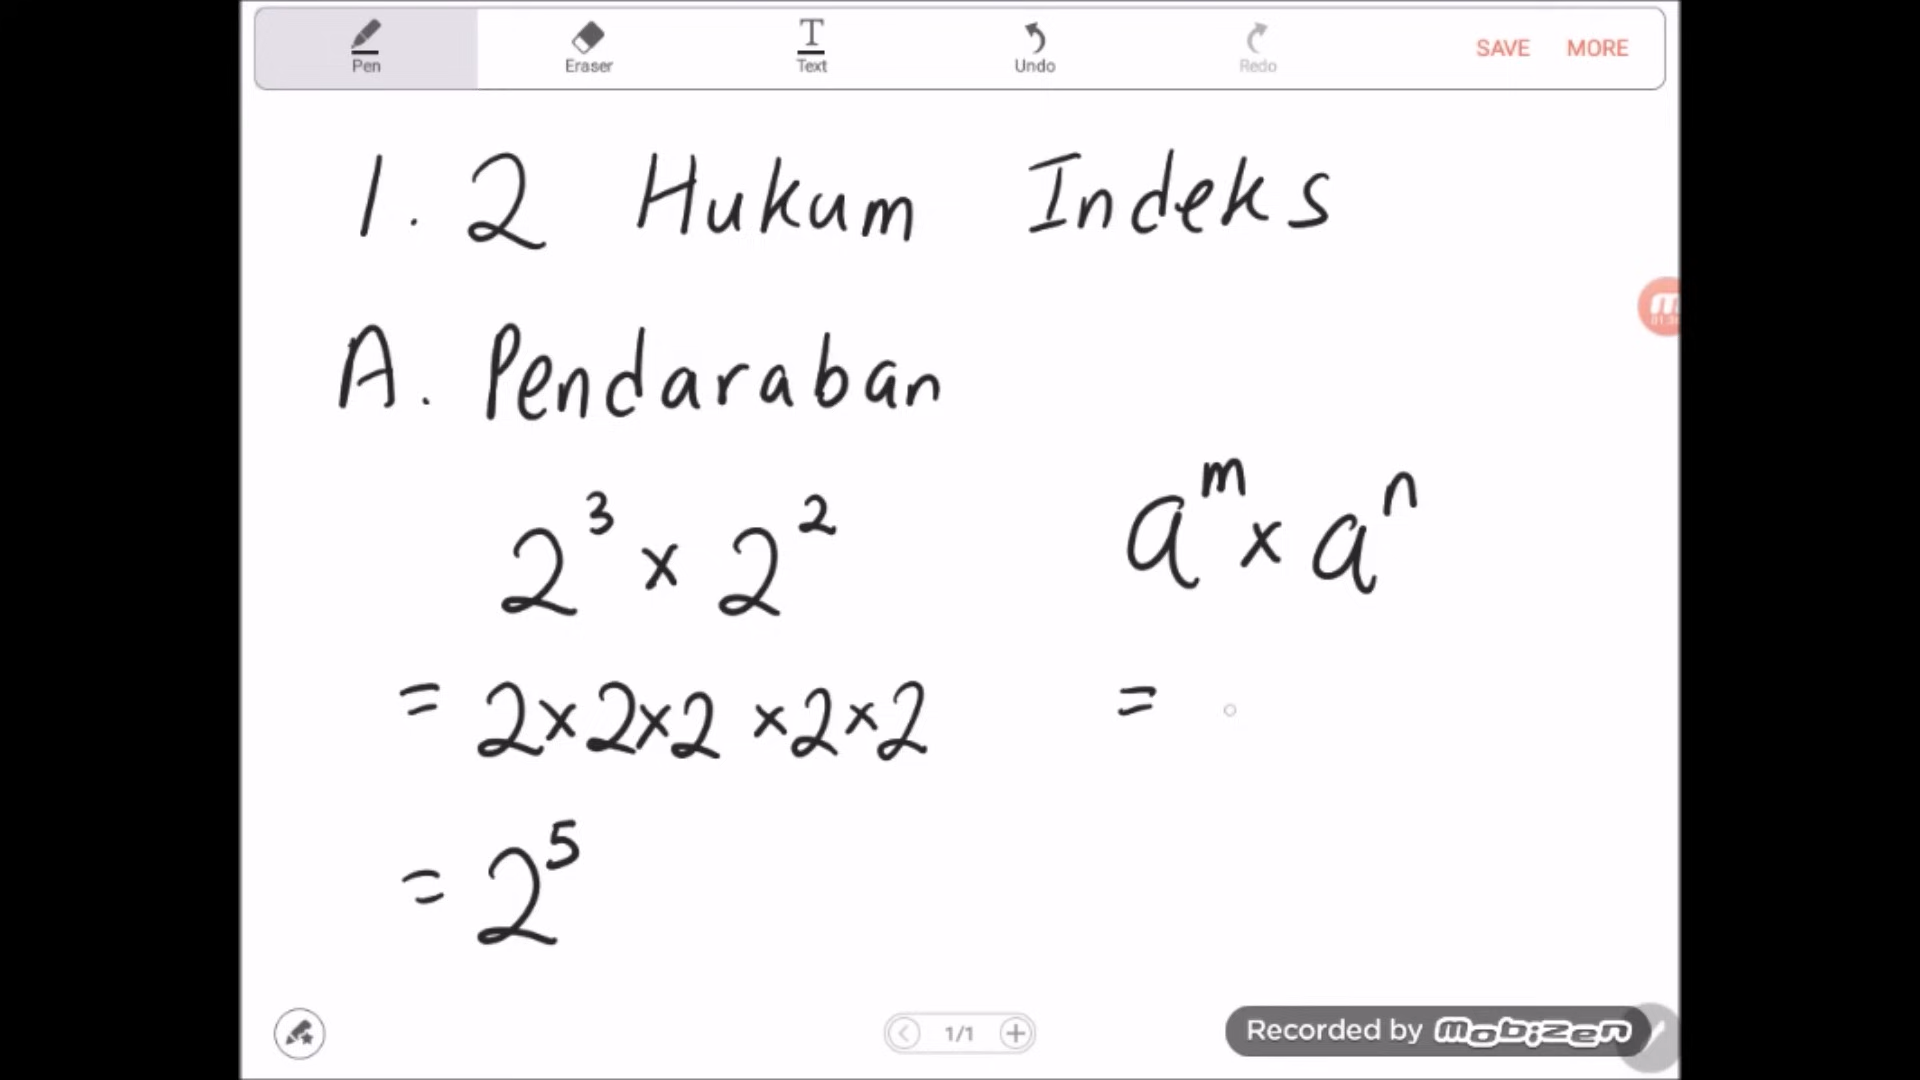 Pen Eraser Text Undo Redo SAVE MORE
1.2 Hukum Indeks
A. Pendaraban
2³ × 2²
= 2×2×2 ×2×2
= 2⁵
aᵐ × aⁿ
=
1/1
Recorded by mobizen